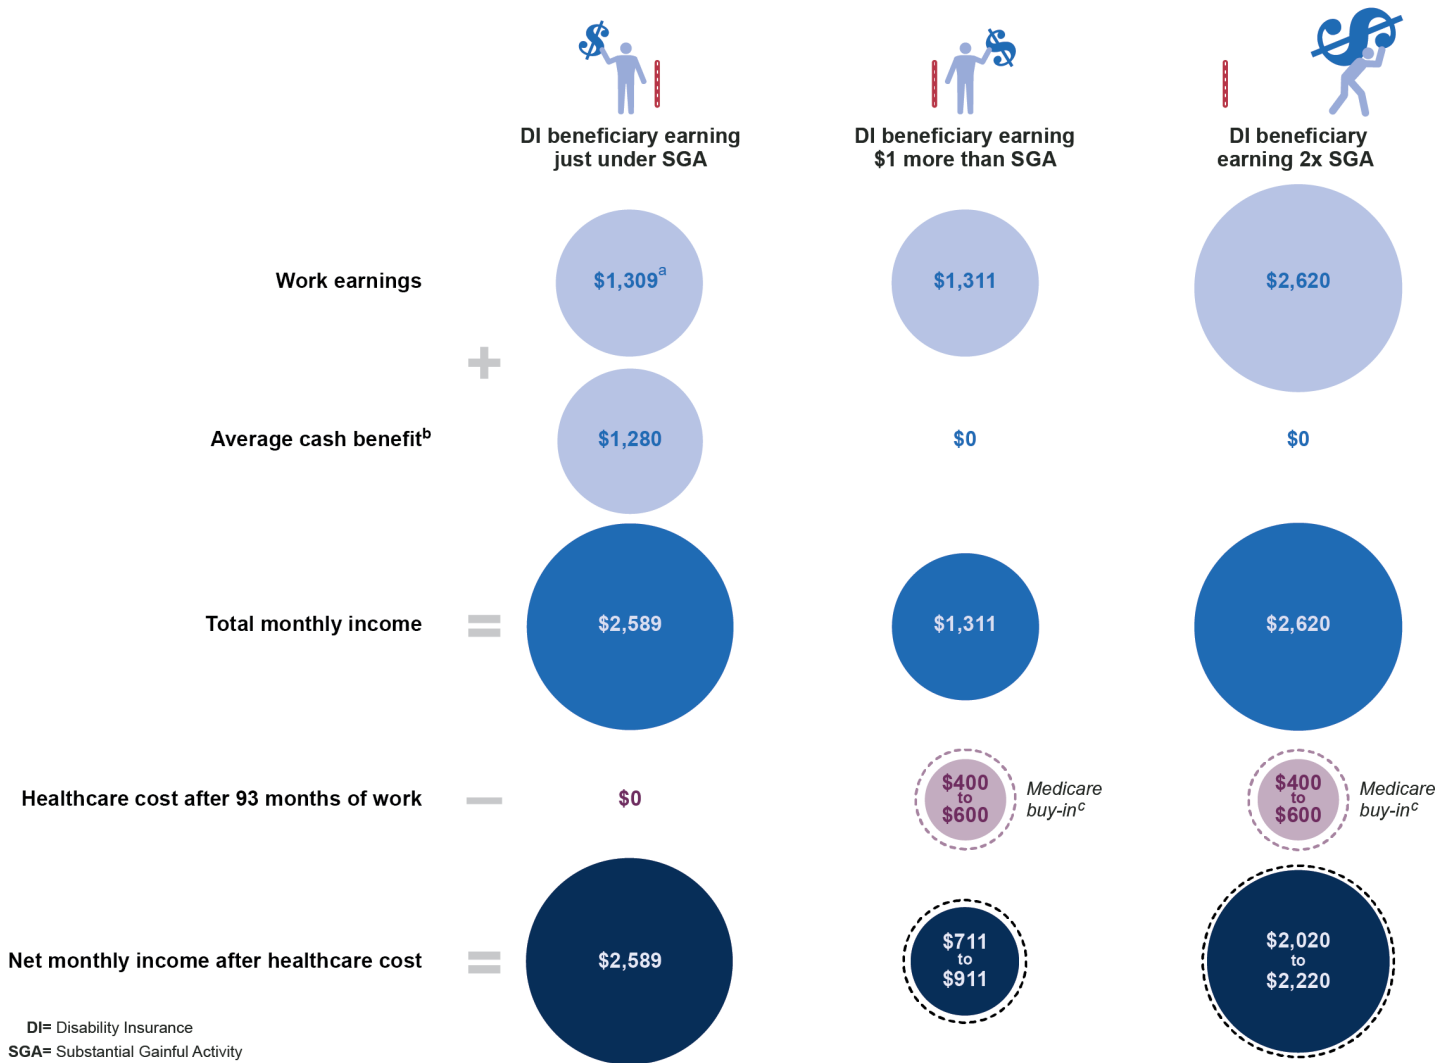 DI beneficiary earning
just under SGA
DI beneficiary earning
$1 more than SGA
DI beneficiary
earning 2x SGA
Work earnings
$1,309a
$1,311
$2,620
Average cash benefitb
$1,280
$0
$0
Total monthly income
$2,589
$1,311
$2,620
Healthcare cost after 93 months of work
$0
$400
to
$600
Medicare
buy-inc
$400
to
$600
Medicare
buy-inc
Net monthly income after healthcare cost
$2,589
$711
to
$911
$2,020
to
$2,220
DI= Disability Insurance
SGA= Substantial Gainful Activity